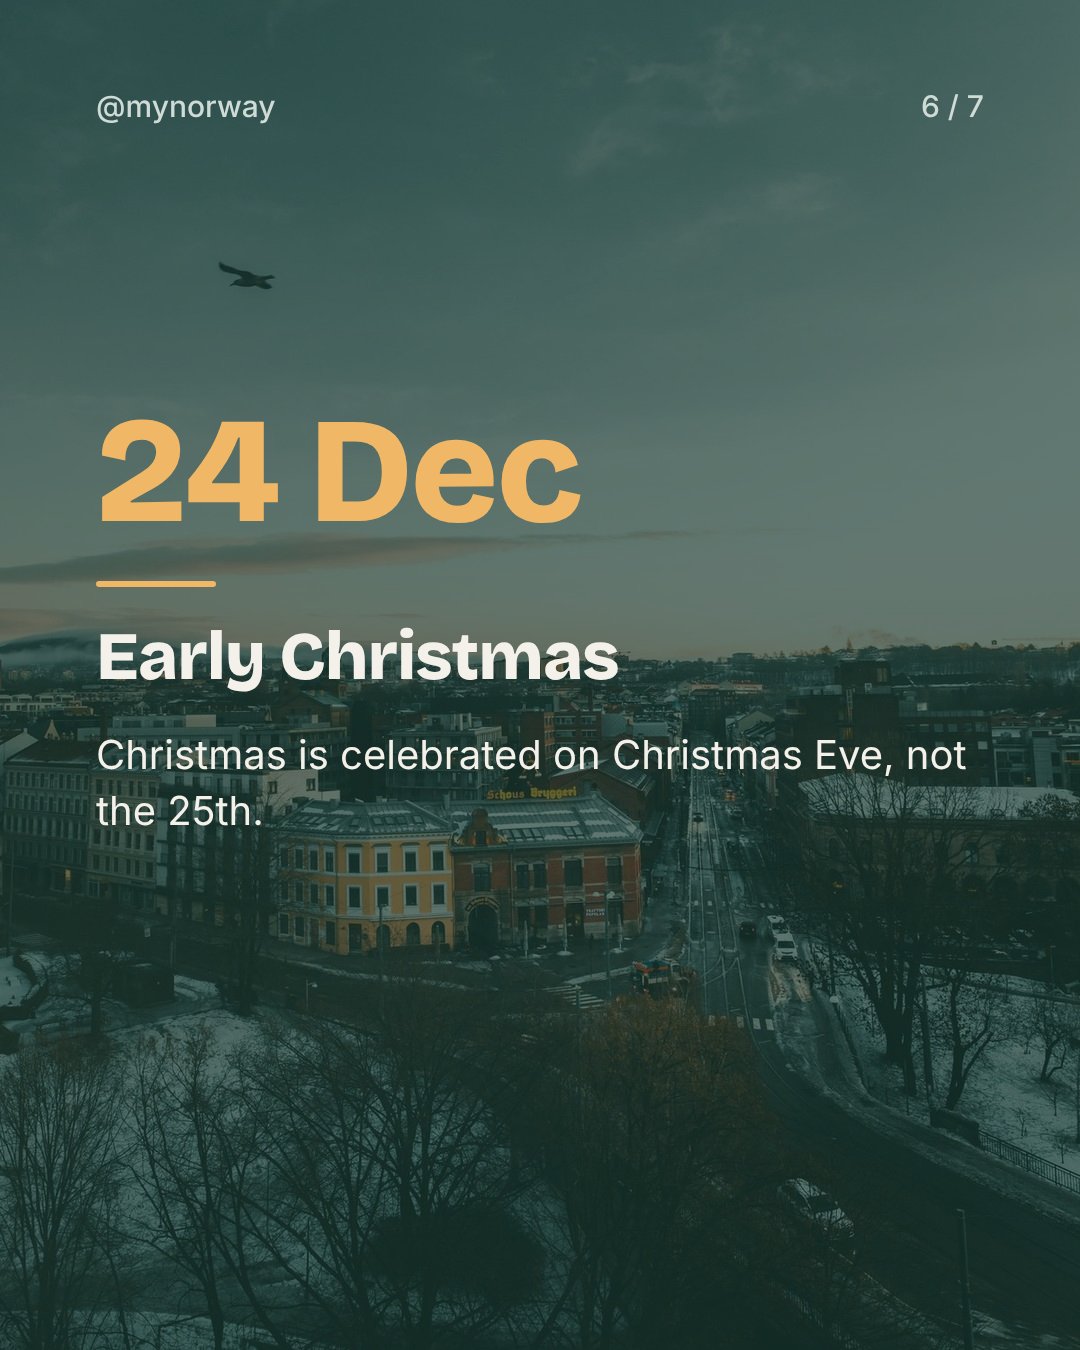 @mynorway
6 / 7
24 Dec
Early Christmas
Christmas is celebrated on Christmas Eve, not
the 25th.
Schous Bryggeri